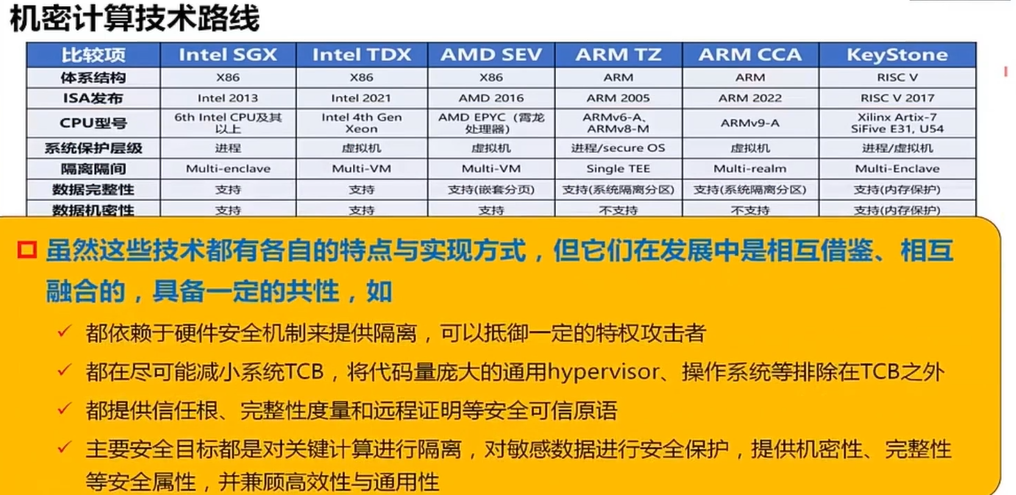 机密计算技术路线
比较项 Intel SGX Intel TDX AMD SEV ARM TZ ARM CCA KeyStone
体系结构 X86 X86 X86 ARM ARM RISC V
ISA发布 Intel 2013 Intel 2021 AMD 2016 ARM 2005 ARM 2022 RISC V 2017
CPU型号 6th Intel CPU及其以上 Intel 4th Gen Xeon AMD EPYC（霄龙处理器） ARMv6-A、ARMv8-M ARMv9-A Xilinx Artix-7 SiFive E31, U54
系统保护层级 进程 虚拟机 虚拟机 进程/secure OS 虚拟机 进程/虚拟机
隔离隔间 Multi-enclave Multi-VM Multi-VM Single TEE Multi-realm Multi-Enclave
数据完整性 支持 支持 支持(嵌套分页) 支持(系统隔离分区) 支持(系统隔离分区) 支持(内存保护)
数据机密性 支持 支持 支持 不支持 不支持 支持(内存保护)
虽然这些技术都有各自的特点与实现方式，但它们在发展中是相互借鉴、相互
融合的，具备一定的共性，如
都依赖于硬件安全机制来提供隔离，可以抵御一定的特权攻击者
都在尽可能减小系统TCB，将代码量庞大的通用hypervisor、操作系统等排除在TCB之外
都提供信任根、完整性度量和远程证明等安全可信原语
主要安全目标都是对关键计算进行隔离，对敏感数据进行安全保护，提供机密性、完整性
等安全属性，并兼顾高效性与通用性